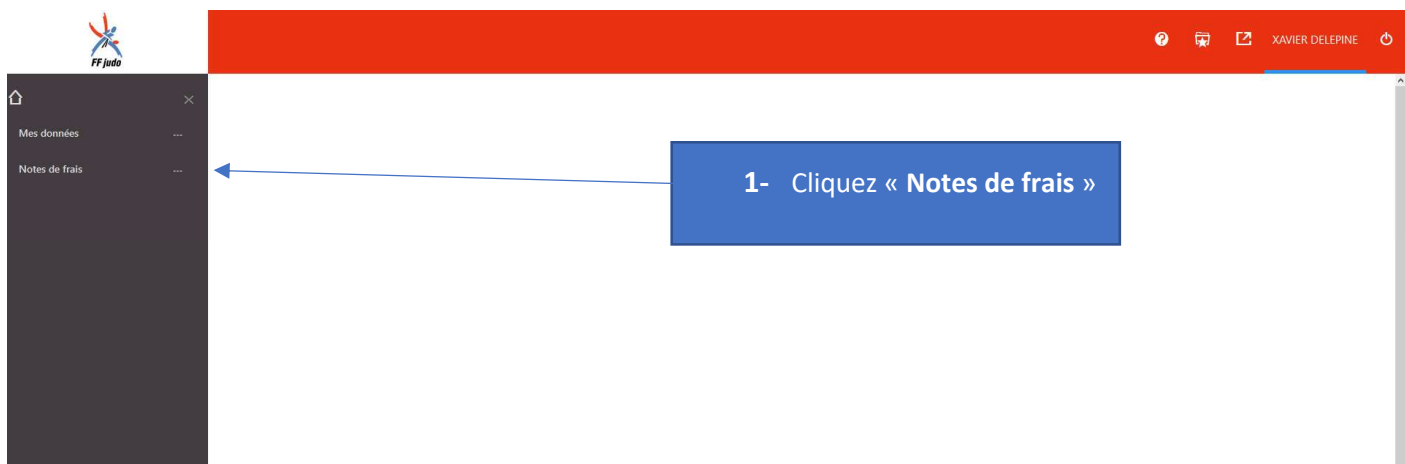 FF judo
XAVIER DELEPINE
Mes données ...
Notes de frais ...
1- Cliquez « Notes de frais »